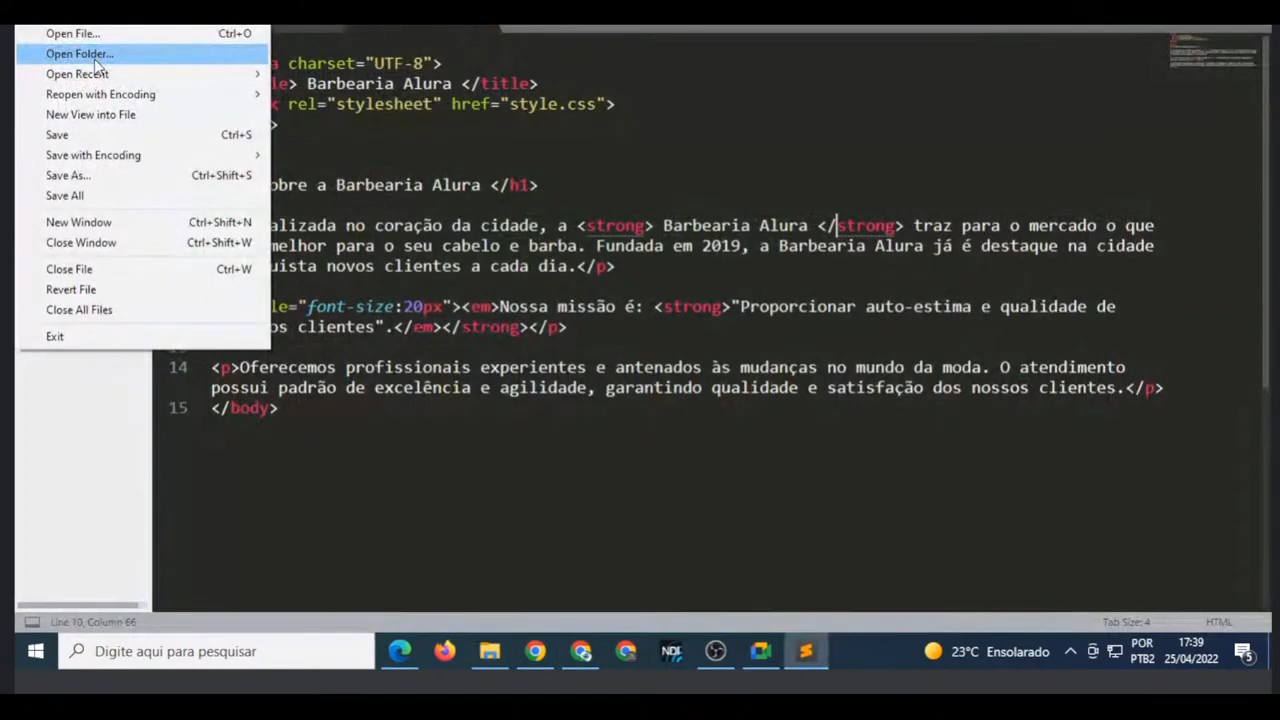 Open File... Ctrl+O
Open Folder...
Open Recent
Reopen with Encoding
New View into File
Save Ctrl+S
Save with Encoding
Save As... Ctrl+Shift+S
Save All
New Window Ctrl+Shift+N
Close Window Ctrl+Shift+W
Close File Ctrl+W
Revert File
Close All Files
Exit
a charset="UTF-8">
> Barbearia Alura </title>
rel="stylesheet" href="style.css">
>
obre a Barbearia Alura </h1>
alizada no coração da cidade, a <strong> Barbearia Alura </strong> traz para o mercado o que
melhor para o seu cabelo e barba. Fundada em 2019, a Barbearia Alura já é destaque na cidade
uista novos clientes a cada dia.</p>
le="font-size:20px"><em>Nossa missão é: <strong>"Proporcionar auto-estima e qualidade de
os clientes".</em></strong></p>
14 <p>Oferecemos profissionais experientes e antenados às mudanças no mundo da moda. O atendimento
possui padrão de excelência e agilidade, garantindo qualidade e satisfação dos nossos clientes.</p>
15 </body>
Line 10, Column 66 Tab Size: 4 HTML
Digite aqui para pesquisar
NDI
23°C Ensolarado
POR
PTB2
17:39
25/04/2022
5